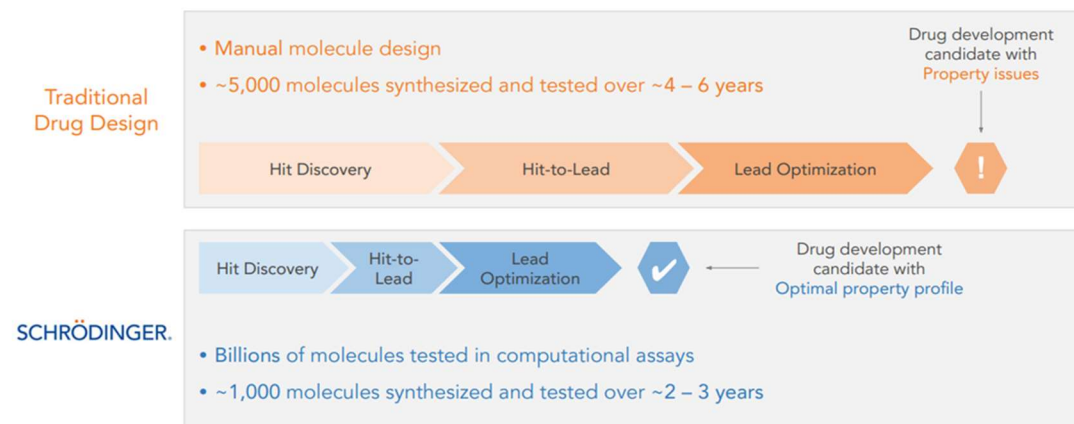 • Manual molecule design
• ~5,000 molecules synthesized and tested over ~4 – 6 years
Drug development
candidate with
Property issues
Traditional
Drug Design
Hit Discovery
Hit-to-Lead
Lead Optimization
!
Hit Discovery
Hit-to-
Lead
Lead
Optimization
Drug development
candidate with
Optimal property profile
SCHRÖDINGER®
• Billions of molecules tested in computational assays
• ~1,000 molecules synthesized and tested over ~2 – 3 years